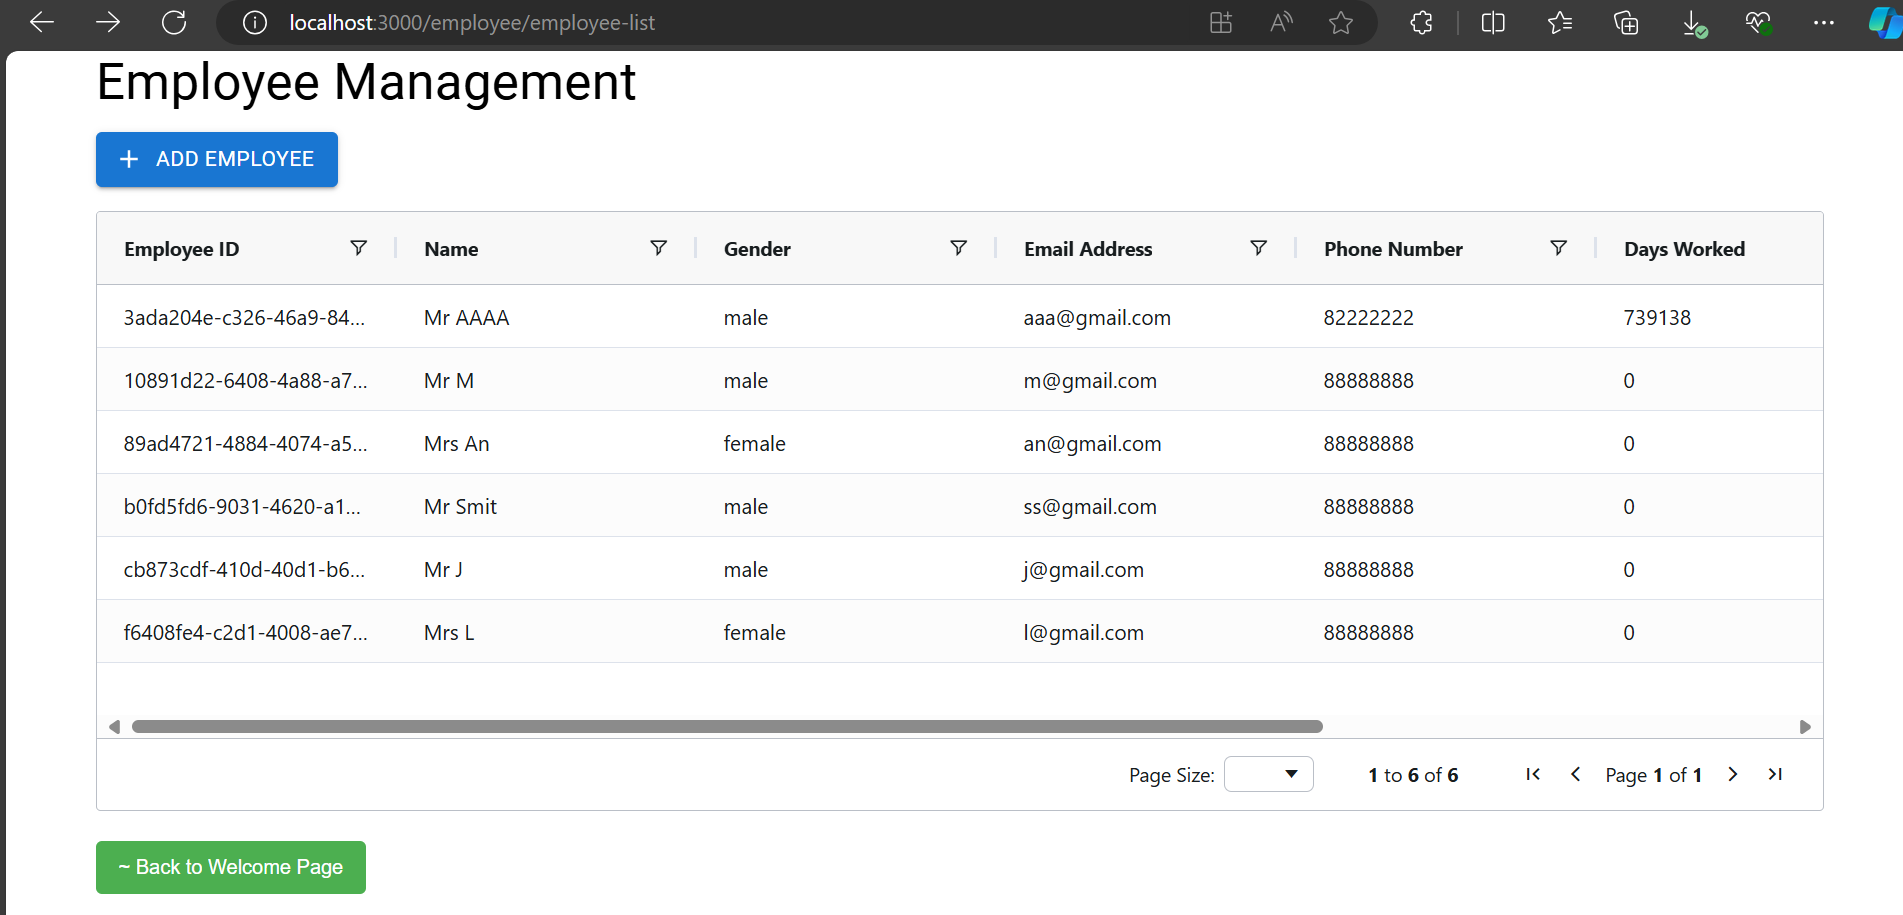 localhost:3000/employee/employee-list
Employee Management
+ ADD EMPLOYEE
Employee ID Name Gender Email Address Phone Number Days Worked
3ada204e-c326-46a9-84... Mr AAAA male aaa@gmail.com 82222222 739138
10891d22-6408-4a88-a7... Mr M male m@gmail.com 88888888 0
89ad4721-4884-4074-a5... Mrs An female an@gmail.com 88888888 0
b0fd5fd6-9031-4620-a1... Mr Smit male ss@gmail.com 88888888 0
cb873cdf-410d-40d1-b6... Mr J male j@gmail.com 88888888 0
f6408fe4-c2d1-4008-ae7... Mrs L female l@gmail.com 88888888 0
Page Size: 1 to 6 of 6 Page 1 of 1
~ Back to Welcome Page